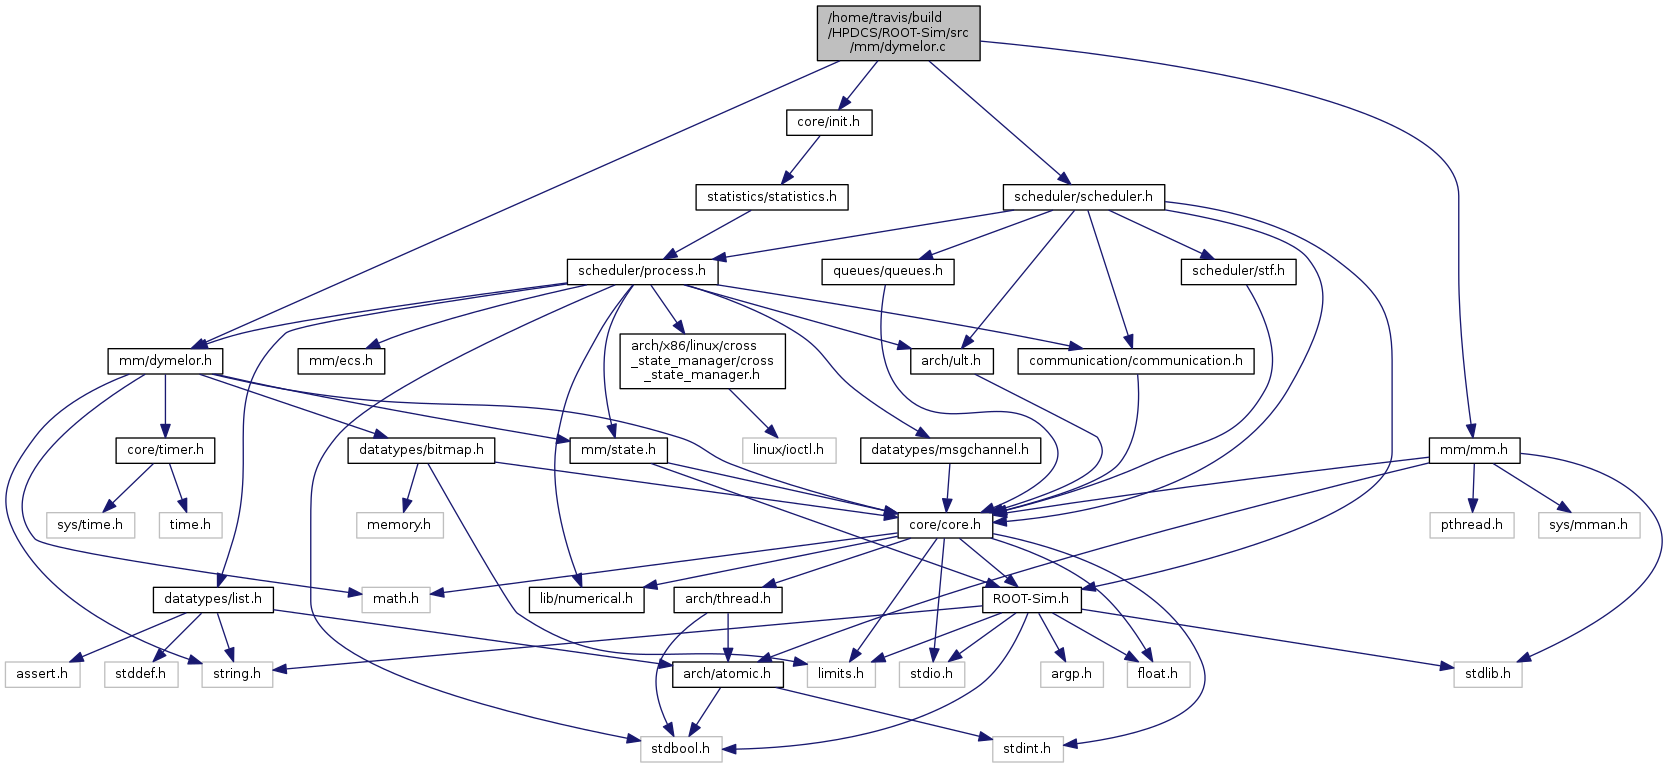 /home/travis/build
/HPDCS/ROOT-Sim/src
/mm/dymelor.c
core/init.h
statistics/statistics.h
scheduler/scheduler.h
scheduler/process.h
queues/queues.h
scheduler/stf.h
mm/dymelor.h
mm/ecs.h
arch/x86/linux/cross
_state_manager/cross
_state_manager.h
arch/ult.h
communication/communication.h
core/timer.h
datatypes/bitmap.h
mm/state.h
linux/ioctl.h
datatypes/msgchannel.h
mm/mm.h
sys/time.h
time.h
memory.h
core/core.h
pthread.h
sys/mman.h
datatypes/list.h
math.h
lib/numerical.h
arch/thread.h
ROOT-Sim.h
assert.h
stddef.h
string.h
arch/atomic.h
limits.h
stdio.h
argp.h
float.h
stdlib.h
stdbool.h
stdint.h